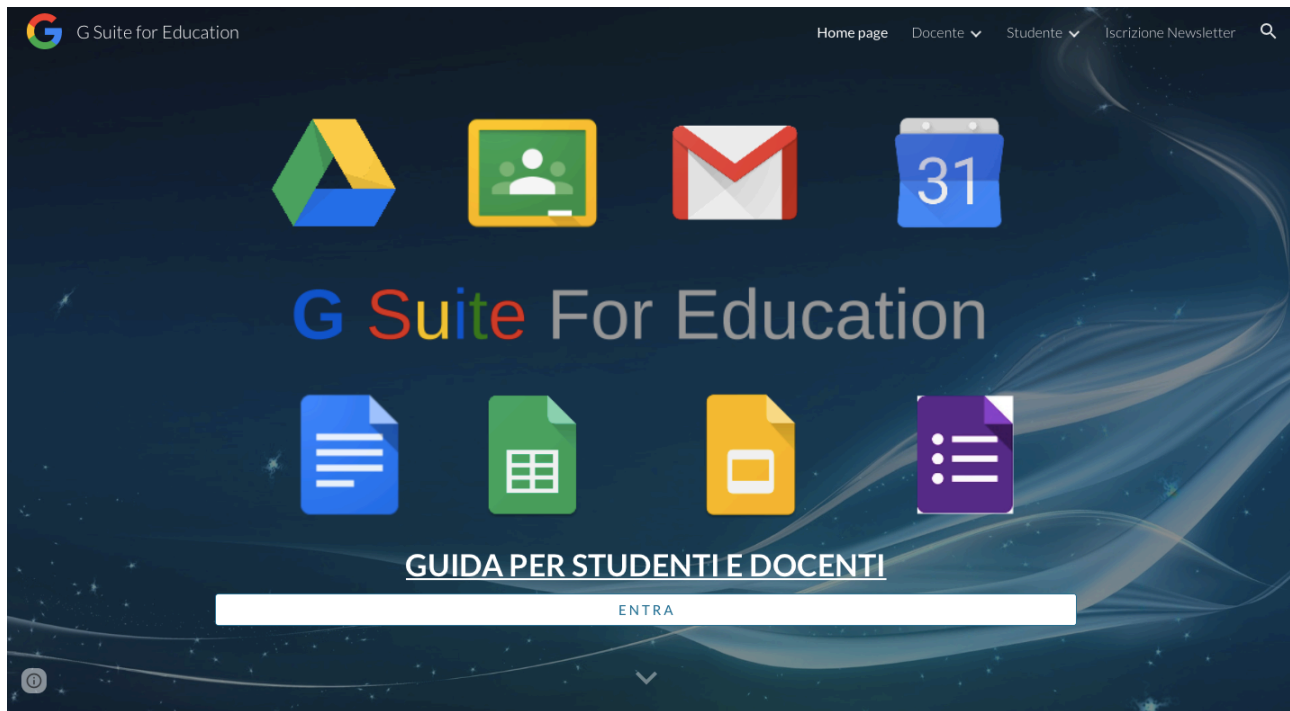 G Suite for Education
Home page Docente Studente Iscrizione Newsletter
31
G Suite For Education
GUIDA PER STUDENTI E DOCENTI
ENTRA